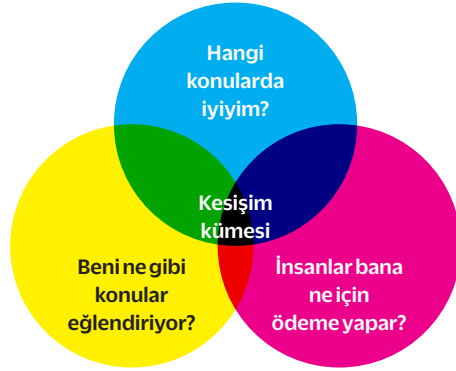 Hangi
konularda
iyiyim?
Kesişim
kümesi
Beni ne gibi
konular
eğlendiriyor?
İnsanlar bana
ne için
ödeme yapar?